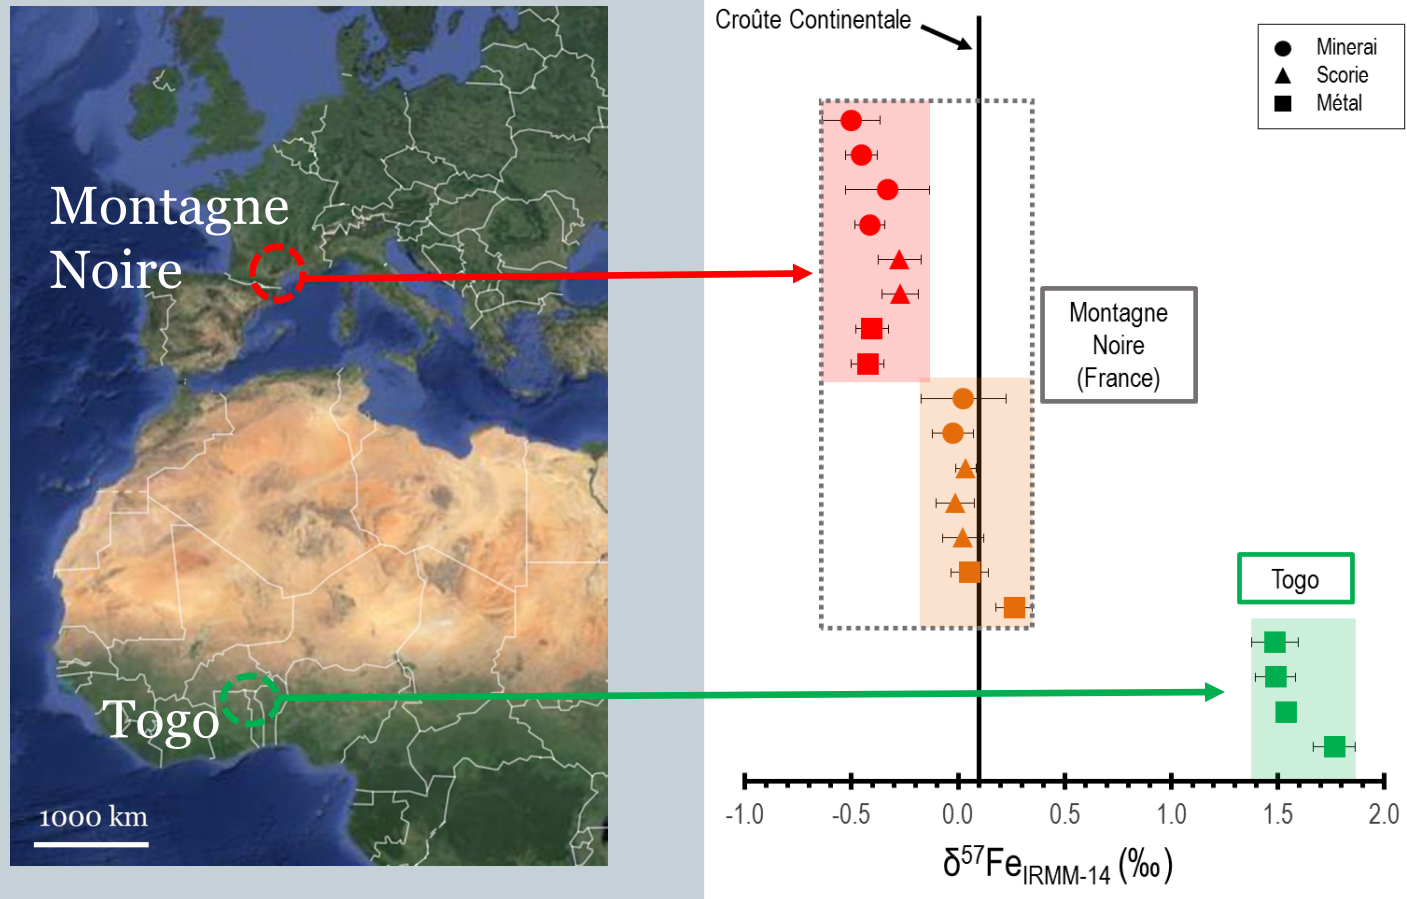 Montagne
Noire
Togo
1000 km
Croûte Continentale
Minerai
Scorie
Métal
Montagne
Noire
(France)
Togo
-1.0 -0.5 0.0 0.5 1.0 1.5 2.0
δ⁵⁷Fe_IRMM-14 (‰)